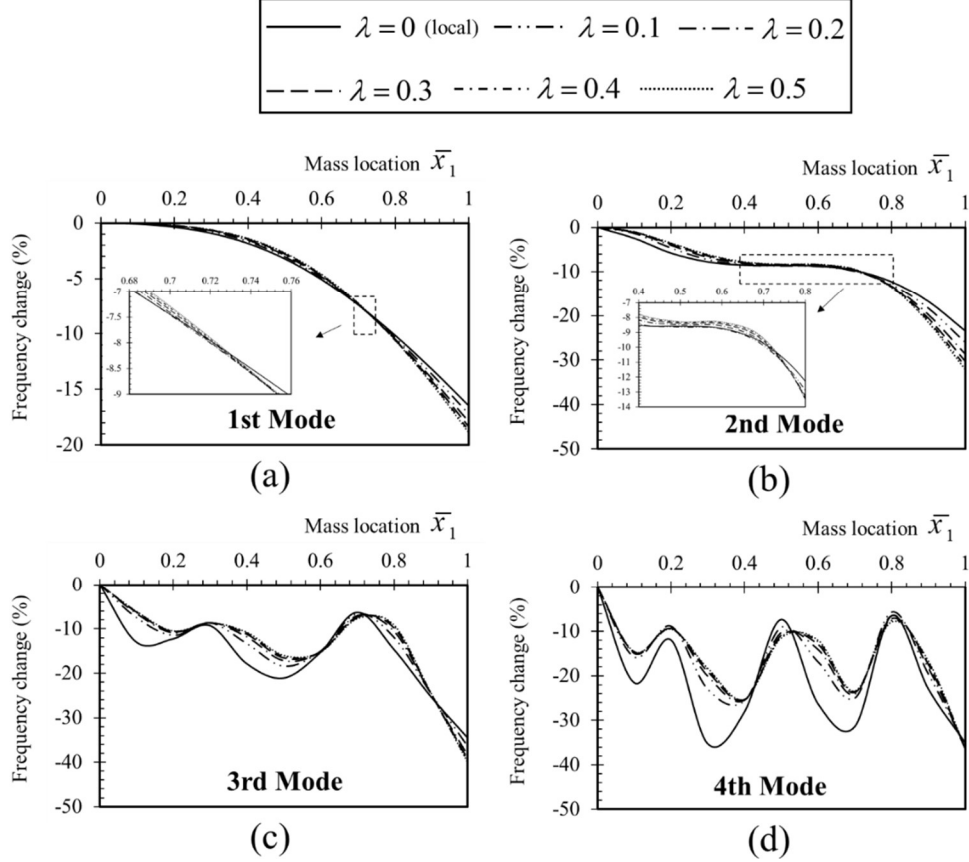 λ = 0 (local) λ = 0.1 λ = 0.2
λ = 0.3 λ = 0.4 λ = 0.5
Mass location x̄₁
0 0.2 0.4 0.6 0.8 1
Frequency change (%)
0
-5
-10
-15
-20
0.68 0.7 0.72 0.74 0.76
-7
-7.5
-8
-8.5
-9
1st Mode
(a)
Mass location x̄₁
0 0.2 0.4 0.6 0.8 1
Frequency change (%)
0
-10
-20
-30
-40
-50
0.4 0.5 0.6 0.7 0.8
-7
-8
-9
-10
-11
-12
-13
-14
2nd Mode
(b)
Mass location x̄₁
0 0.2 0.4 0.6 0.8 1
Frequency change (%)
0
-10
-20
-30
-40
-50
3rd Mode
(c)
Mass location x̄₁
0 0.2 0.4 0.6 0.8 1
Frequency change (%)
0
-10
-20
-30
-40
-50
4th Mode
(d)